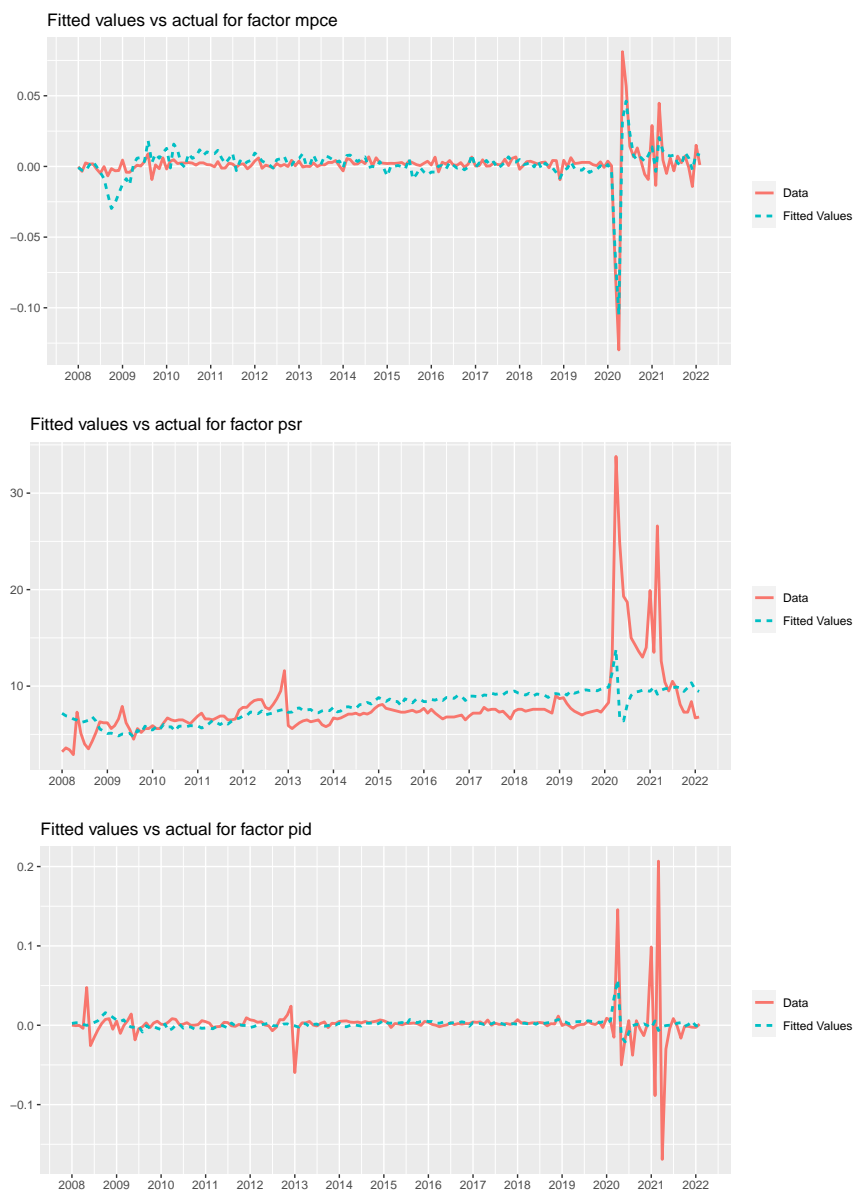 Fitted values vs actual for factor mpce
0.05
0.00
−0.05
−0.10
2008 2009 2010 2011 2012 2013 2014 2015 2016 2017 2018 2019 2020 2021 2022
Data
Fitted Values
Fitted values vs actual for factor psr
30
20
10
2008 2009 2010 2011 2012 2013 2014 2015 2016 2017 2018 2019 2020 2021 2022
Data
Fitted Values
Fitted values vs actual for factor pid
0.2
0.1
0.0
−0.1
2008 2009 2010 2011 2012 2013 2014 2015 2016 2017 2018 2019 2020 2021 2022
Data
Fitted Values